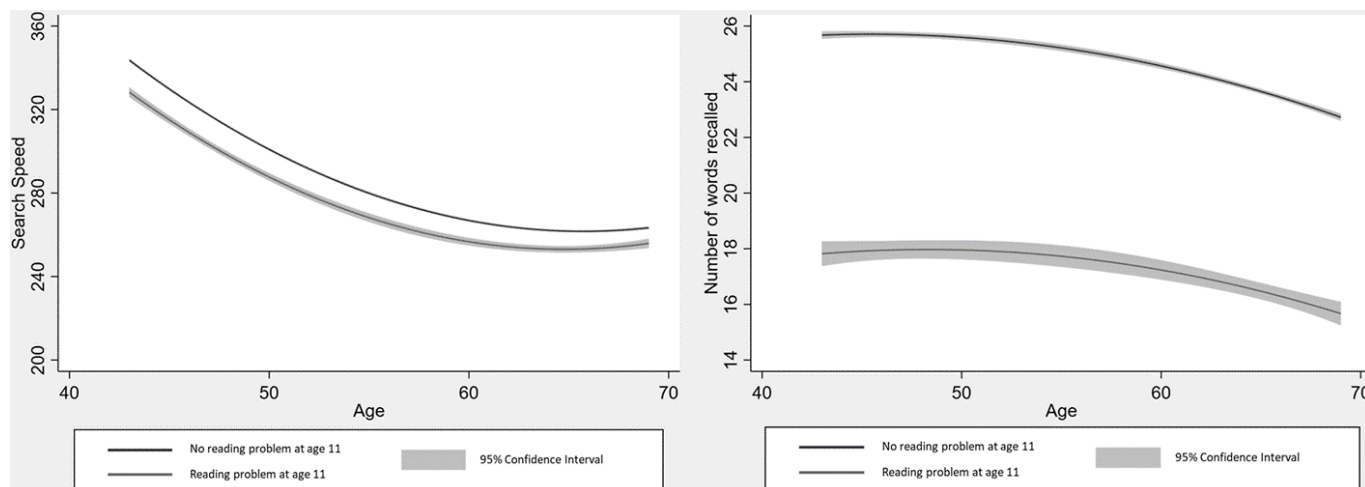 Search Speed
360
320
280
240
200
40 50 60 70
Age
No reading problem at age 11
Reading problem at age 11
95% Confidence Interval
Number of words recalled
26
24
22
20
18
16
14
40 50 60 70
Age
No reading problem at age 11
Reading problem at age 11
95% Confidence Interval